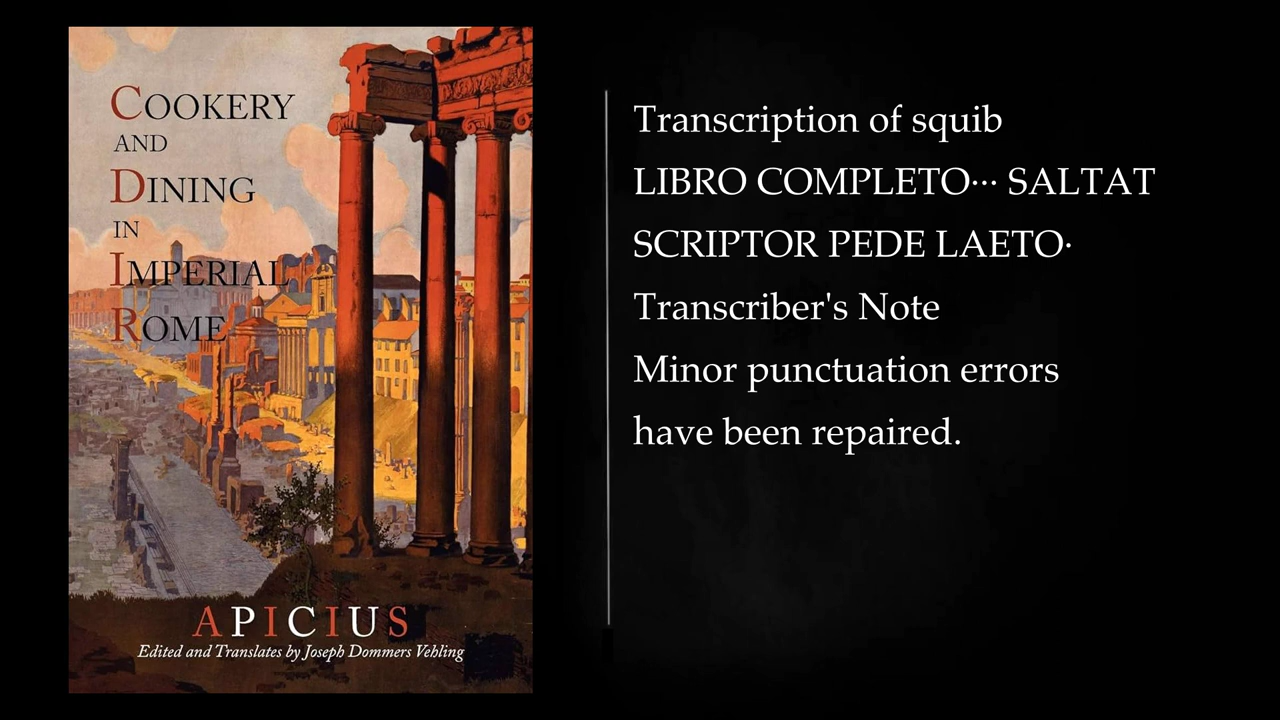 COOKERY
AND
DINING
IN
IMPERIAL
ROME
APICIUS
Edited and Translates by Joseph Dommers Vehling
Transcription of squib
LIBRO COMPLETO··· SALTAT
SCRIPTOR PEDE LAETO·
Transcriber's Note
Minor punctuation errors
have been repaired.